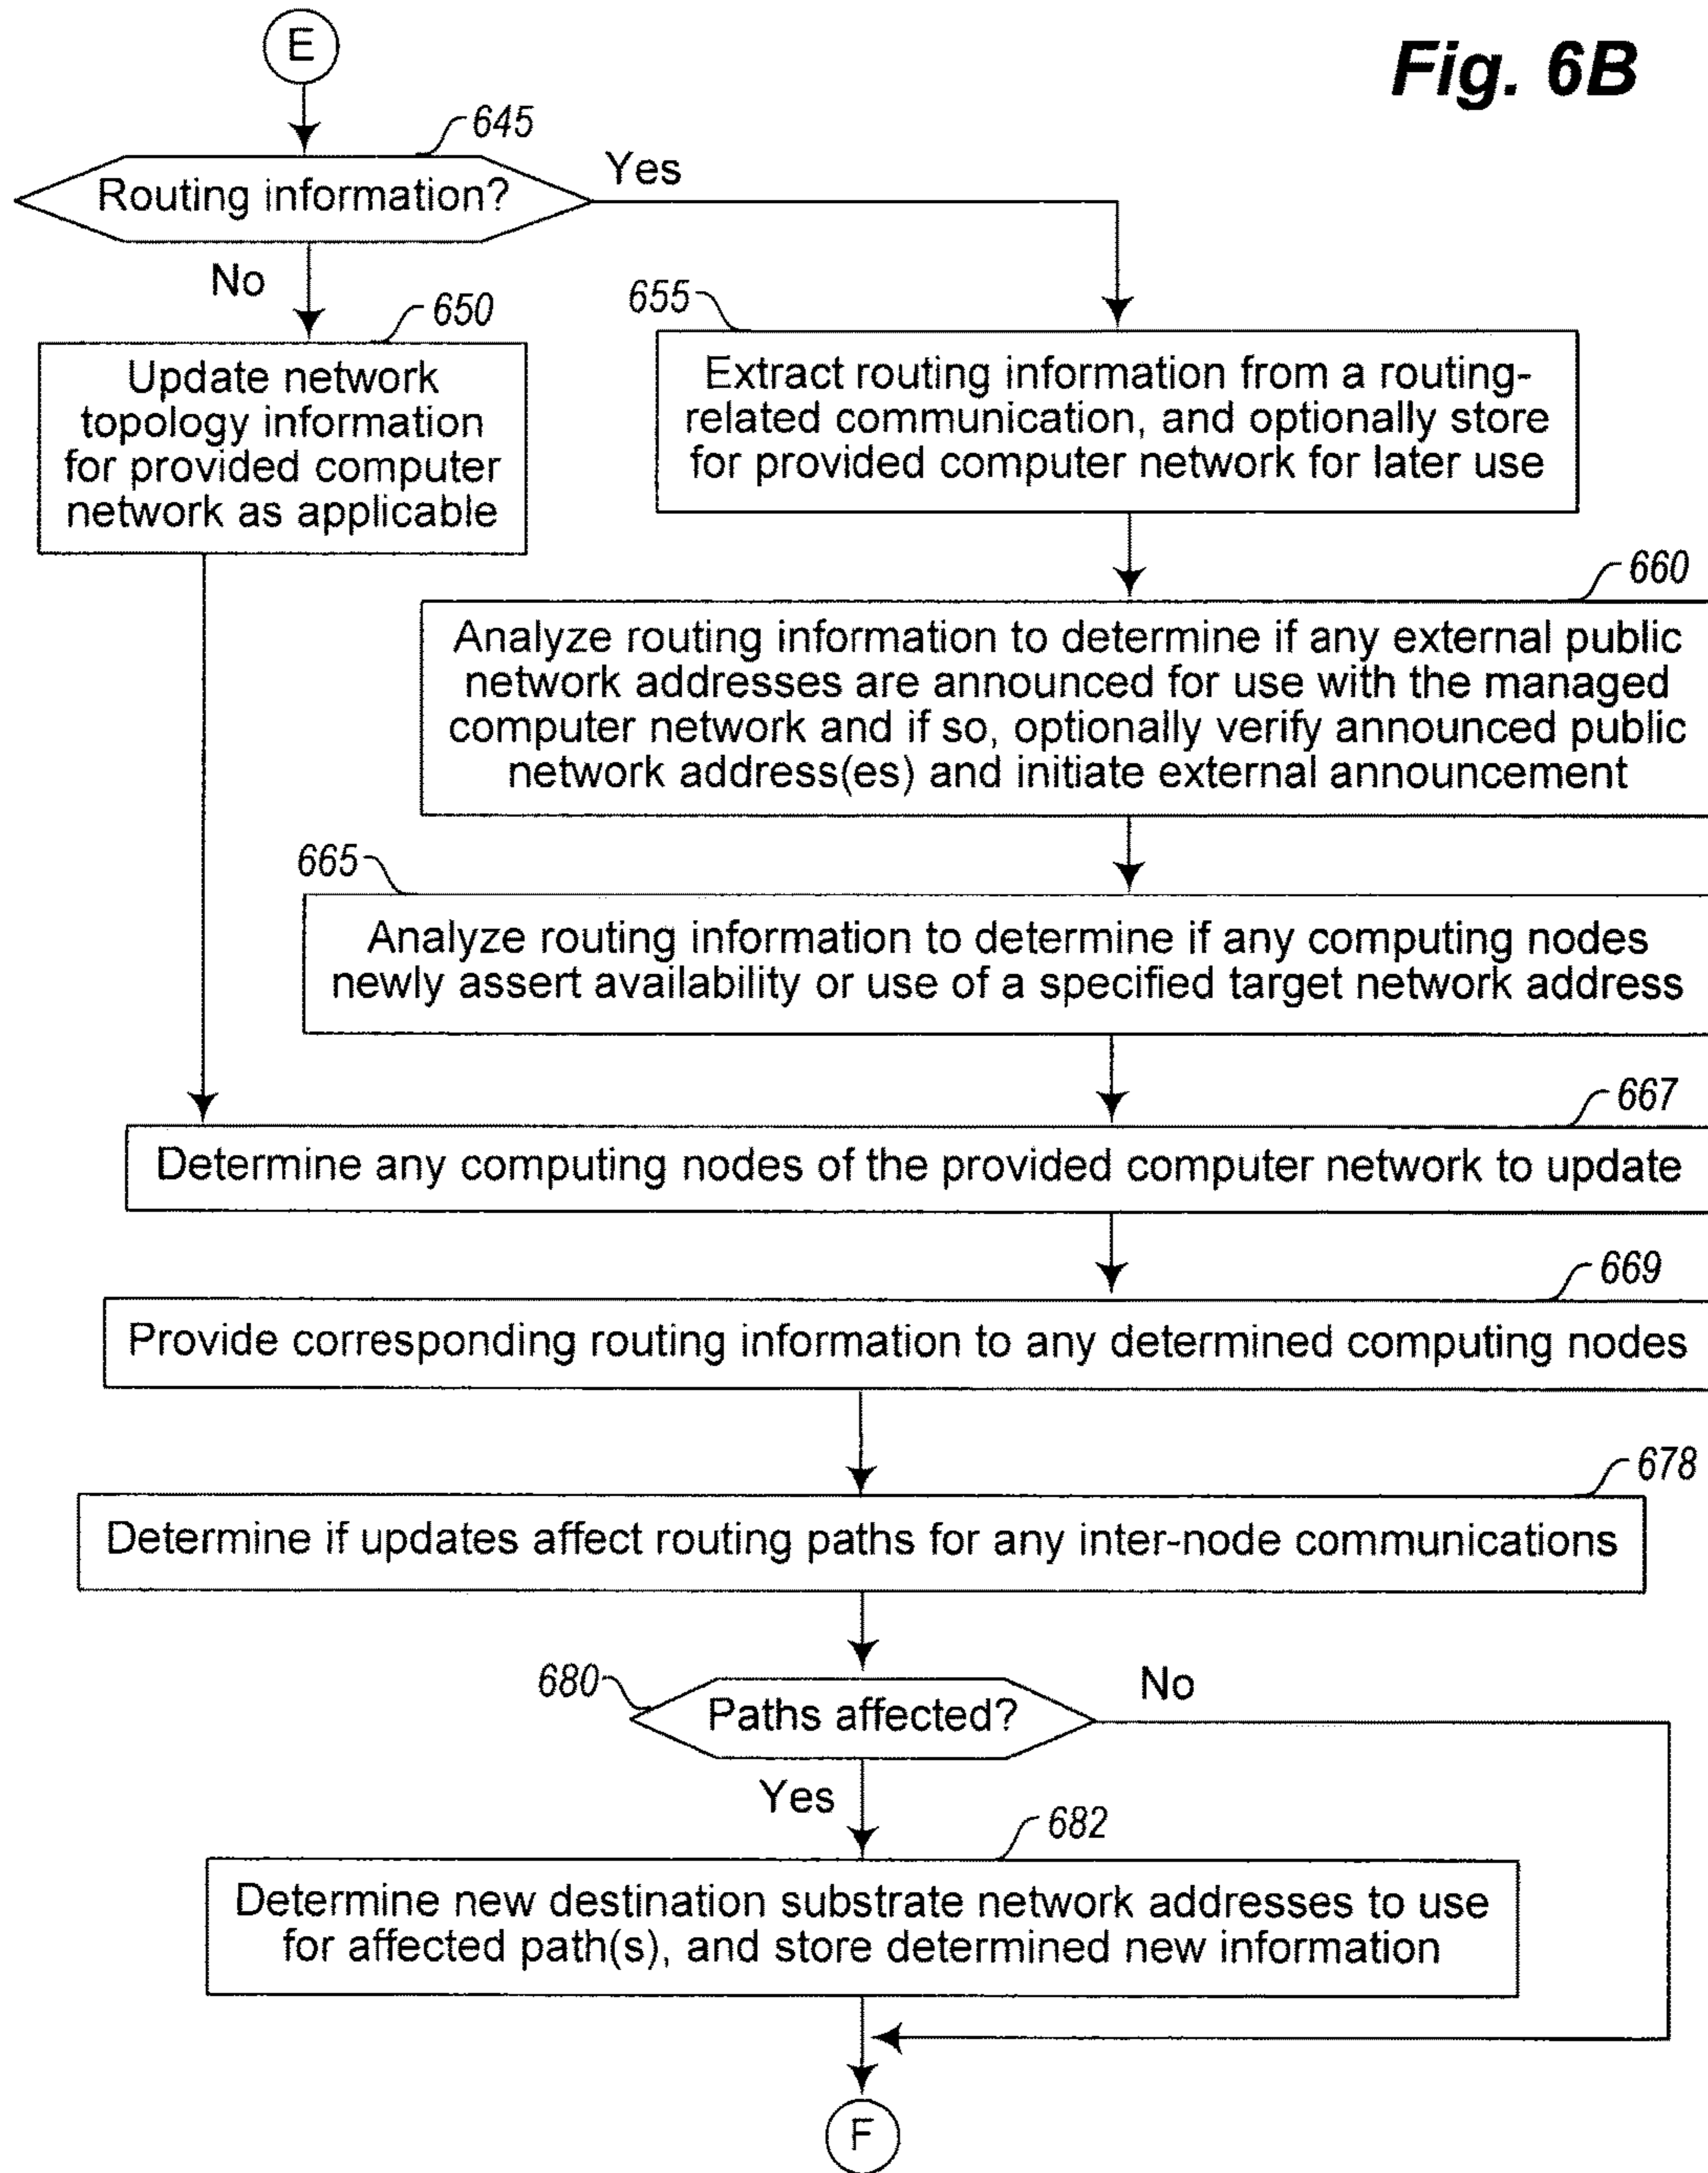 Fig. 6B
E
645
Routing information?
Yes
No
650
Update network
topology information
for provided computer
network as applicable
655
Extract routing information from a routing-
related communication, and optionally store
for provided computer network for later use
660
Analyze routing information to determine if any external public
network addresses are announced for use with the managed
computer network and if so, optionally verify announced public
network address(es) and initiate external announcement
665
Analyze routing information to determine if any computing nodes
newly assert availability or use of a specified target network address
667
Determine any computing nodes of the provided computer network to update
669
Provide corresponding routing information to any determined computing nodes
678
Determine if updates affect routing paths for any inter-node communications
680
Paths affected?
No
Yes
682
Determine new destination substrate network addresses to use
for affected path(s), and store determined new information
F